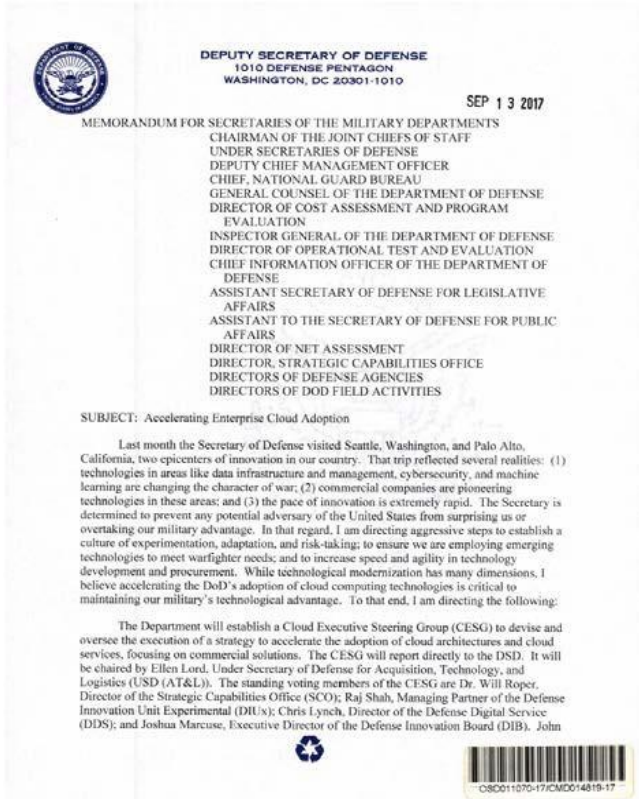 DEPUTY SECRETARY OF DEFENSE
1010 DEFENSE PENTAGON
WASHINGTON, DC 20301-1010
SEP 13 2017
MEMORANDUM FOR SECRETARIES OF THE MILITARY DEPARTMENTS
CHAIRMAN OF THE JOINT CHIEFS OF STAFF
UNDER SECRETARIES OF DEFENSE
DEPUTY CHIEF MANAGEMENT OFFICER
CHIEF, NATIONAL GUARD BUREAU
GENERAL COUNSEL OF THE DEPARTMENT OF DEFENSE
DIRECTOR OF COST ASSESSMENT AND PROGRAM
EVALUATION
INSPECTOR GENERAL OF THE DEPARTMENT OF DEFENSE
DIRECTOR OF OPERATIONAL TEST AND EVALUATION
CHIEF INFORMATION OFFICER OF THE DEPARTMENT OF
DEFENSE
ASSISTANT SECRETARY OF DEFENSE FOR LEGISLATIVE
AFFAIRS
ASSISTANT TO THE SECRETARY OF DEFENSE FOR PUBLIC
AFFAIRS
DIRECTOR OF NET ASSESSMENT
DIRECTOR, STRATEGIC CAPABILITIES OFFICE
DIRECTORS OF DEFENSE AGENCIES
DIRECTORS OF DOD FIELD ACTIVITIES
SUBJECT: Accelerating Enterprise Cloud Adoption
Last month the Secretary of Defense visited Seattle, Washington, and Palo Alto,
California, two epicenters of innovation in our country. That trip reflected several realities: (1)
technologies in areas like data infrastructure and management, cybersecurity, and machine
learning are changing the character of war; (2) commercial companies are pioneering
technologies in these areas; and (3) the pace of innovation is extremely rapid. The Secretary is
determined to prevent any potential adversary of the United States from surprising us or
overtaking our military advantage. In that regard, I am directing aggressive steps to establish a
culture of experimentation, adaptation, and risk-taking; to ensure we are employing emerging
technologies to meet warfighter needs; and to increase speed and agility in technology
development and procurement. While technological modernization has many dimensions, I
believe accelerating the DoD's adoption of cloud computing technologies is critical to
maintaining our military's technological advantage. To that end, I am directing the following:
The Department will establish a Cloud Executive Steering Group (CESG) to devise and
oversee the execution of a strategy to accelerate the adoption of cloud architectures and cloud
services, focusing on commercial solutions. The CESG will report directly to the DSD. It will
be chaired by Ellen Lord, Under Secretary of Defense for Acquisition, Technology, and
Logistics (USD (AT&L)). The standing voting members of the CESG are Dr. Will Roper,
Director of the Strategic Capabilities Office (SCO); Raj Shah, Managing Partner of the Defense
Innovation Unit Experimental (DIUx); Chris Lynch, Director of the Defense Digital Service
(DDS); and Joshua Marcuse, Executive Director of the Defense Innovation Board (DIB). John
OSD011070-17/CMD014819-17